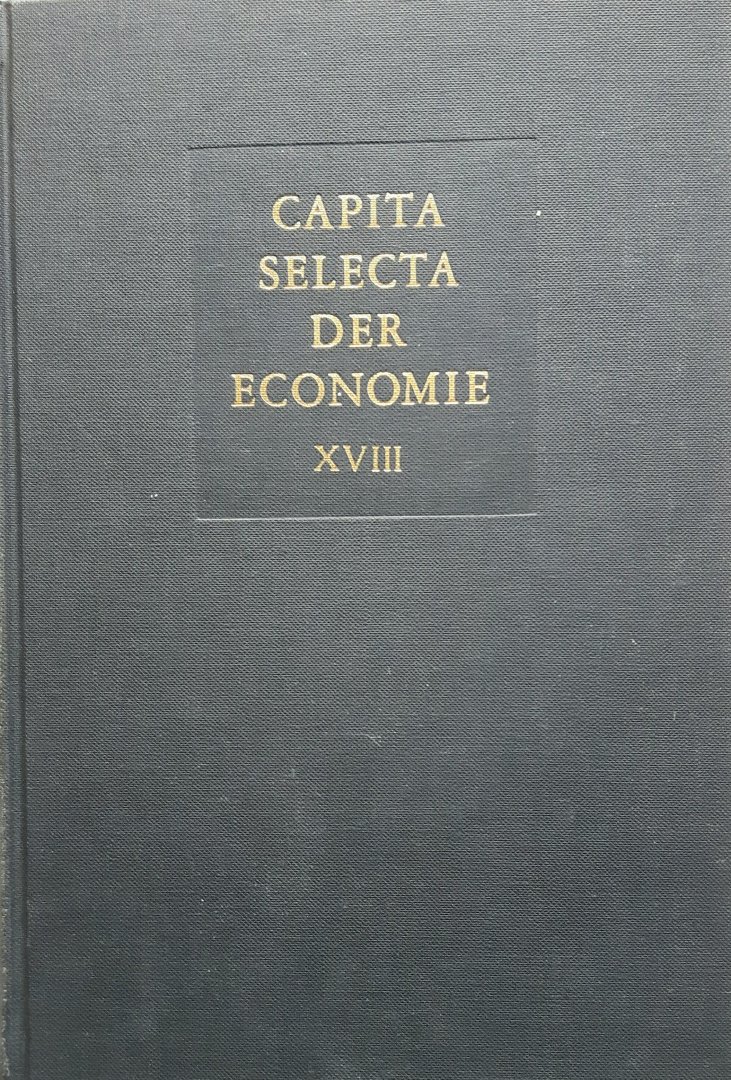 CAPITA
SELECTA
DER
ECONOMIE
XVIII